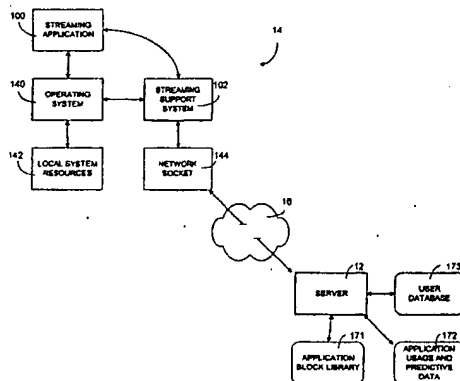 100
STREAMING
APPLICATION
14
140
OPERATING
SYSTEM
STREAMING
SUPPORT
SYSTEM
102
142
LOCAL SYSTEM
RESOURCES
NETWORK
SOCKET
144
16
12
SERVER
173
USER
DATABASE
171
APPLICATION
BLOCK LIBRARY
172
APPLICATION
USAGE AND
PREDICTIVE
DATA